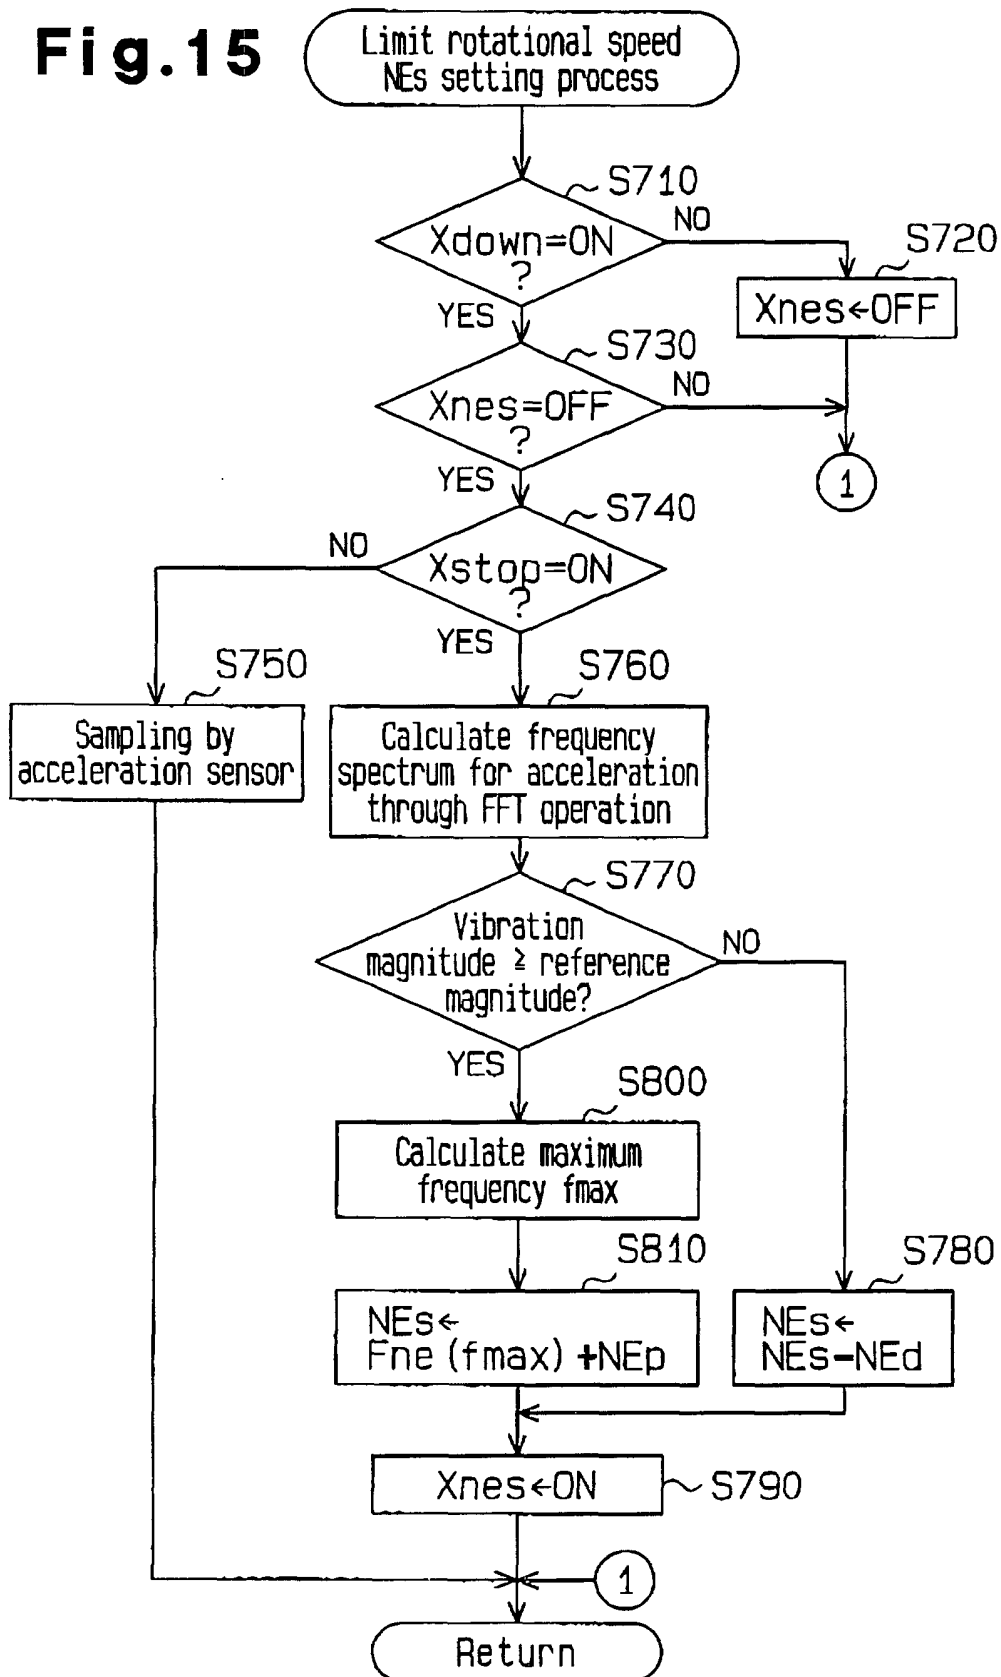 Fig.15
Limit rotational speed
NEs setting process
S710
Xdown=ON
?
NO
YES
S720
Xnes←OFF
S730
Xnes=OFF
?
NO
YES
1
S740
Xstop=ON
?
NO
YES
S750
Sampling by
acceleration sensor
S760
Calculate frequency
spectrum for acceleration
through FFT operation
S770
Vibration
magnitude ≧ reference
magnitude?
NO
YES
S800
Calculate maximum
frequency fmax
S810
NEs←
Fne(fmax)+NEp
S780
NEs←
NEs-NEd
Xnes←ON
S790
1
Return